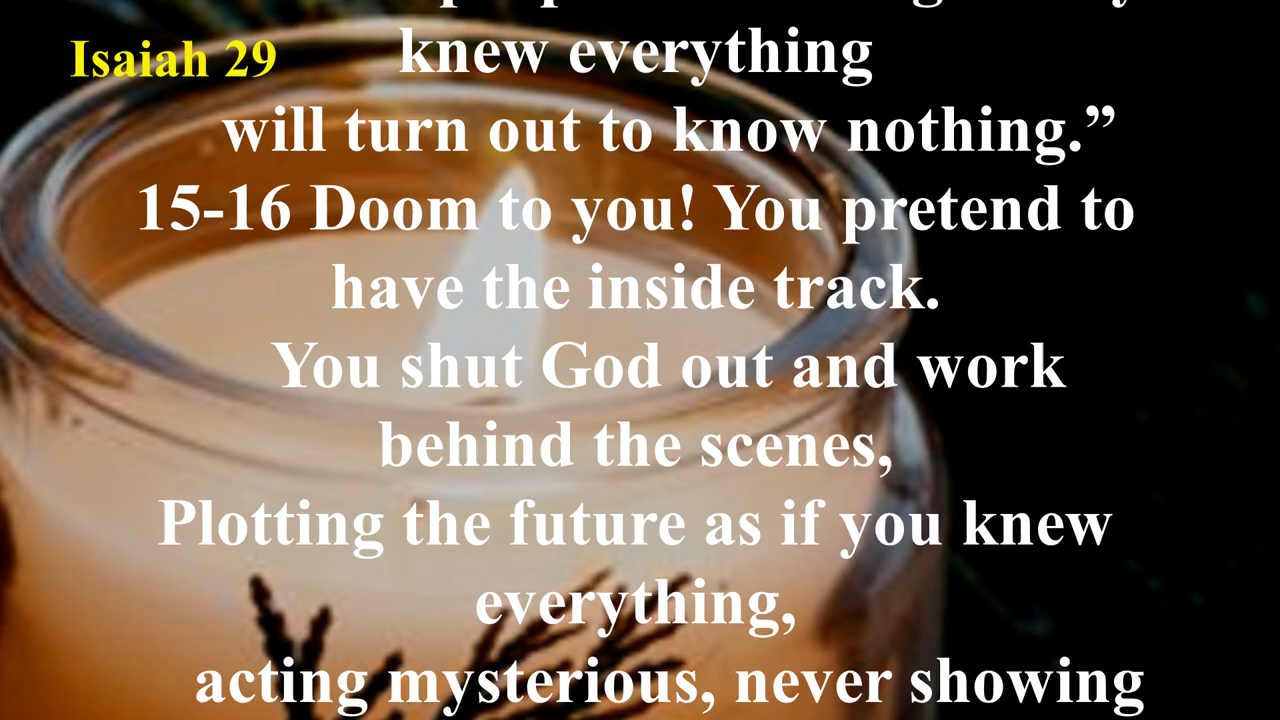 Isaiah 29
knew everything
will turn out to know nothing.”
15-16 Doom to you! You pretend to
have the inside track.
You shut God out and work
behind the scenes,
Plotting the future as if you knew
everything,
acting mysterious, never showing